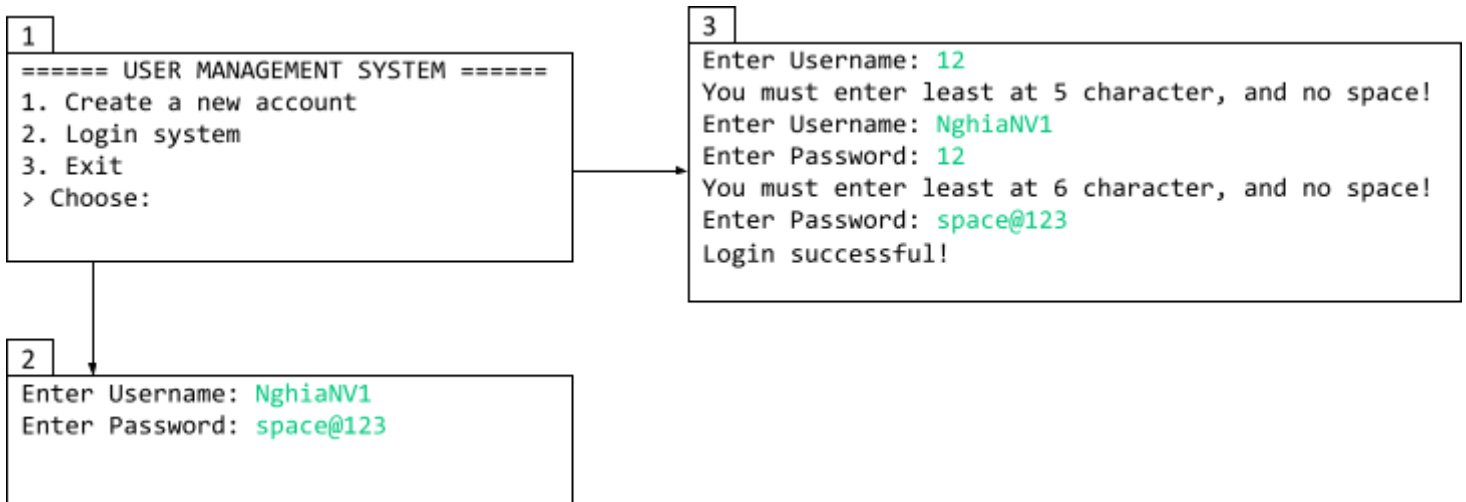 1
====== USER MANAGEMENT SYSTEM ======
1. Create a new account
2. Login system
3. Exit
> Choose:
3
Enter Username: 12
You must enter least at 5 character, and no space!
Enter Username: NghiaNV1
Enter Password: 12
You must enter least at 6 character, and no space!
Enter Password: space@123
Login successful!
2
Enter Username: NghiaNV1
Enter Password: space@123